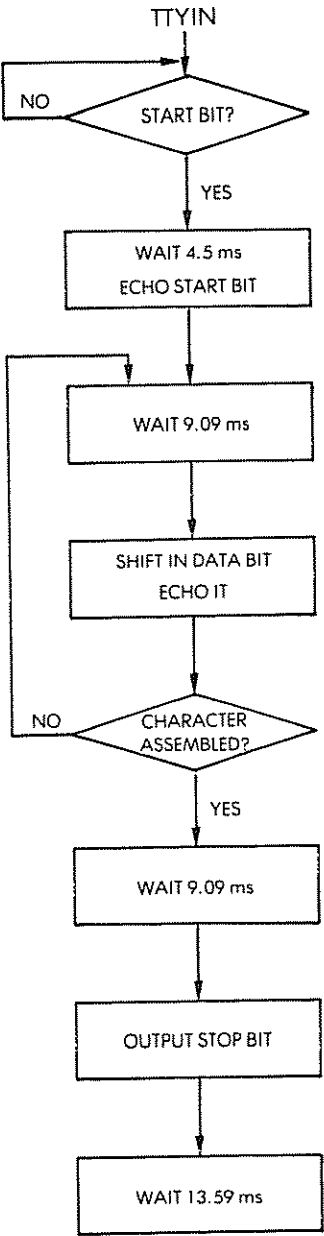 TTYIN
NO
START BIT?
YES
WAIT 4.5 ms
ECHO START BIT
WAIT 9.09 ms
SHIFT IN DATA BIT
ECHO IT
NO
CHARACTER
ASSEMBLED?
YES
WAIT 9.09 ms
OUTPUT STOP BIT
WAIT 13.59 ms